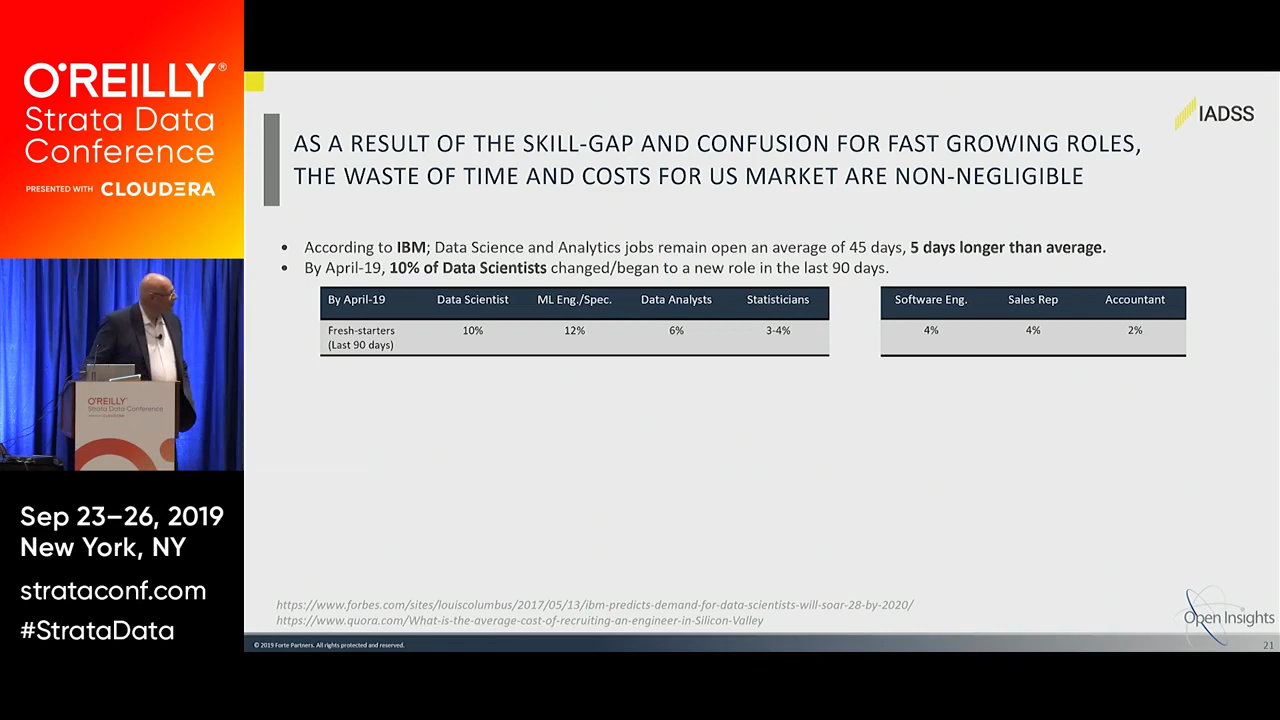 O'REILLY®
Strata Data
Conference
PRESENTED WITH CLOUDERA
O'REILLY
Strata Data Conference
Sep 23–26, 2019
New York, NY
strataconf.com
#StrataData
IADSS
AS A RESULT OF THE SKILL-GAP AND CONFUSION FOR FAST GROWING ROLES,
THE WASTE OF TIME AND COSTS FOR US MARKET ARE NON-NEGLIGIBLE
• According to IBM; Data Science and Analytics jobs remain open an average of 45 days, 5 days longer than average.
• By April-19, 10% of Data Scientists changed/began to a new role in the last 90 days.
By April-19 Data Scientist ML Eng./Spec. Data Analysts Statisticians Software Eng. Sales Rep Accountant
Fresh-starters 10% 12% 6% 3-4% 4% 4% 2%
(Last 90 days)
https://www.forbes.com/sites/louiscolumbus/2017/05/13/ibm-predicts-demand-for-data-scientists-will-soar-28-by-2020/
https://www.quora.com/What-is-the-average-cost-of-recruiting-an-engineer-in-Silicon-Valley
Open Insights
© 2019 Forte Partners. All rights protected and reserved.
21